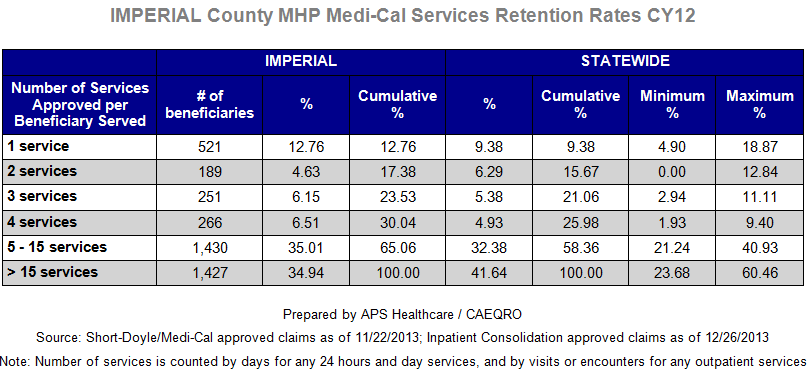 IMPERIAL County MHP Medi-Cal Services Retention Rates CY12
IMPERIAL STATEWIDE
Number of Services Approved per Beneficiary Served # of beneficiaries % Cumulative % % Cumulative % Minimum % Maximum %
1 service 521 12.76 12.76 9.38 9.38 4.90 18.87
2 services 189 4.63 17.38 6.29 15.67 0.00 12.84
3 services 251 6.15 23.53 5.38 21.06 2.94 11.11
4 services 266 6.51 30.04 4.93 25.98 1.93 9.40
5 - 15 services 1,430 35.01 65.06 32.38 58.36 21.24 40.93
> 15 services 1,427 34.94 100.00 41.64 100.00 23.68 60.46
Prepared by APS Healthcare / CAEQRO
Source: Short-Doyle/Medi-Cal approved claims as of 11/22/2013; Inpatient Consolidation approved claims as of 12/26/2013
Note: Number of services is counted by days for any 24 hours and day services, and by visits or encounters for any outpatient services